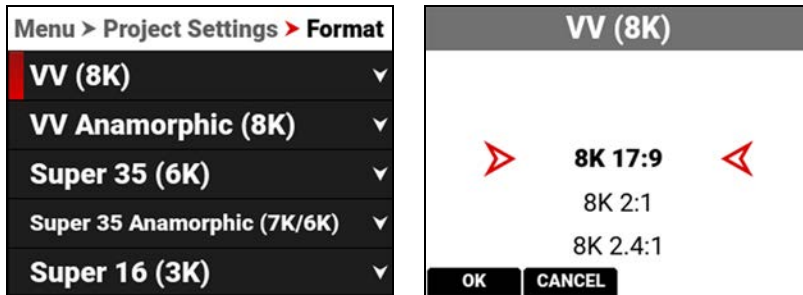 Menu > Project Settings > Format
VV (8K)
VV Anamorphic (8K)
Super 35 (6K)
Super 35 Anamorphic (7K/6K)
Super 16 (3K)
VV (8K)
8K 17:9
8K 2:1
8K 2.4:1
OK CANCEL